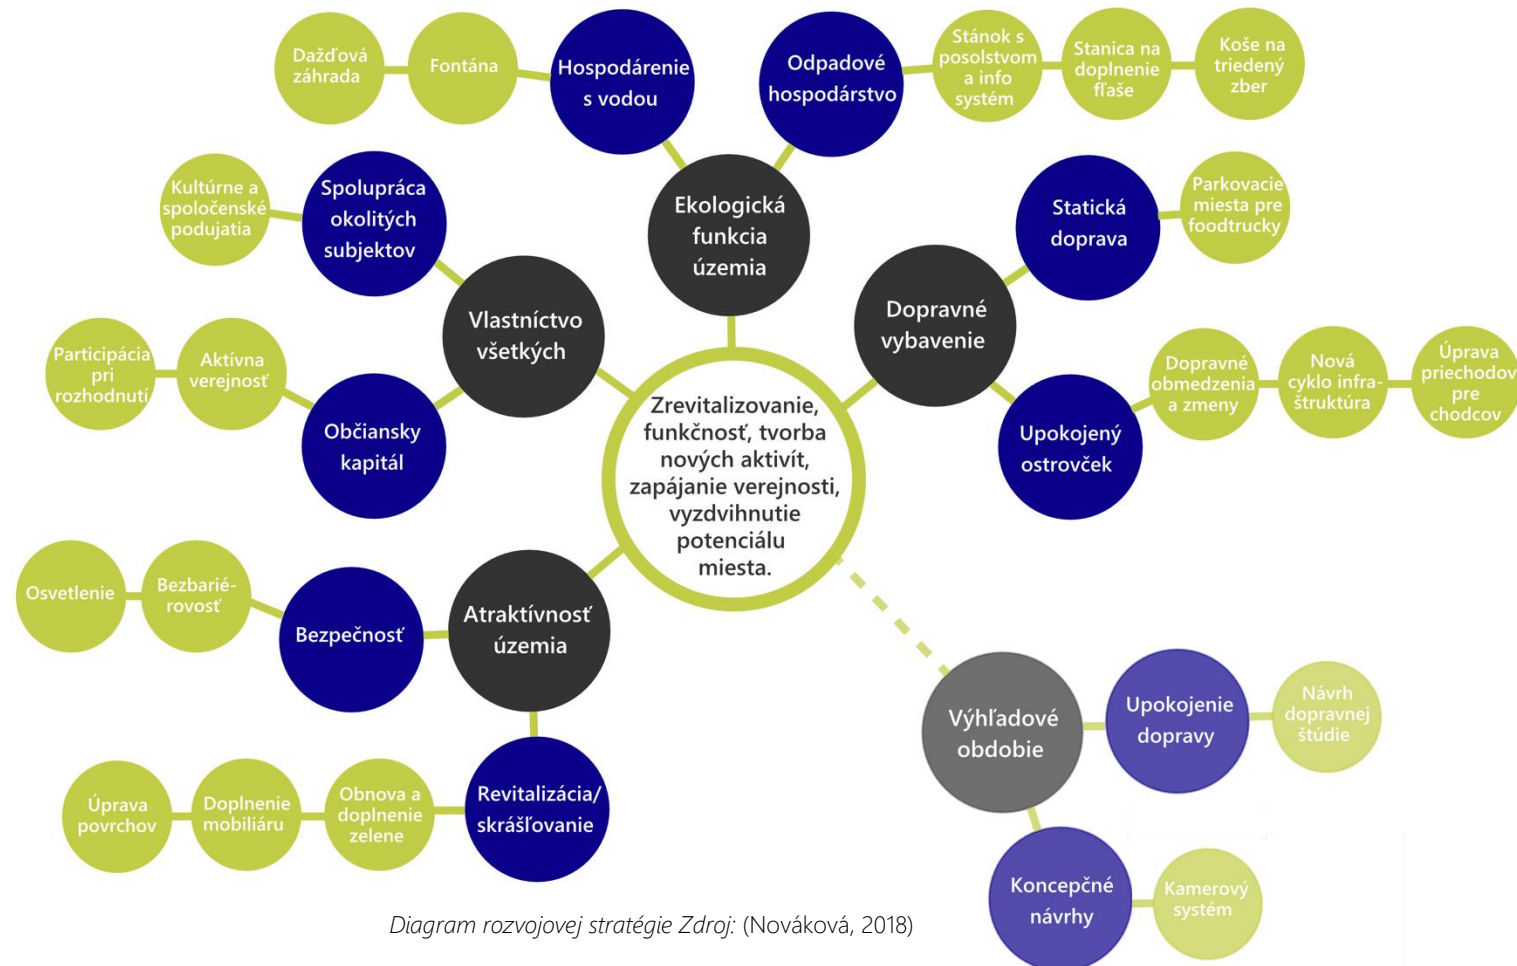 Dažďová
záhrada
Fontána
Hospodárenie
s vodou
Odpadové
hospodárstvo
Stánok s
posolstvom
a info
systém
Stanica na
doplnenie
fľaše
Koše na
triedený
zber
Kultúrne a
spoločenské
podujatia
Spolupráca
okolitých
subjektov
Ekologická
funkcia
územia
Statická
doprava
Parkovacie
miesta pre
foodtrucky
Vlastníctvo
všetkých
Dopravné
vybavenie
Participácia
pri
rozhodnutí
Aktívna
verejnosť
Občiansky
kapitál
Zrevitalizovanie,
funkčnosť, tvorba
nových aktivít,
zapájanie verejnosti,
vyzdvihnutie
potenciálu
miesta.
Upokojený
ostrovček
Dopravné
obmedzenia
a zmeny
Nová
cyklo infra-
štruktúra
Úprava
priechodov
pre
chodcov
Osvetlenie
Bezbarié-
rovosť
Bezpečnosť
Atraktívnosť
územia
Úprava
povrchov
Doplnenie
mobiliáru
Obnova a
doplnenie
zelene
Revitalizácia/
skrášľovanie
Výhľadové
obdobie
Upokojenie
dopravy
Návrh
dopravnej
štúdie
Koncepčné
návrhy
Kamerový
systém
Diagram rozvojovej stratégie Zdroj: (Nováková, 2018)